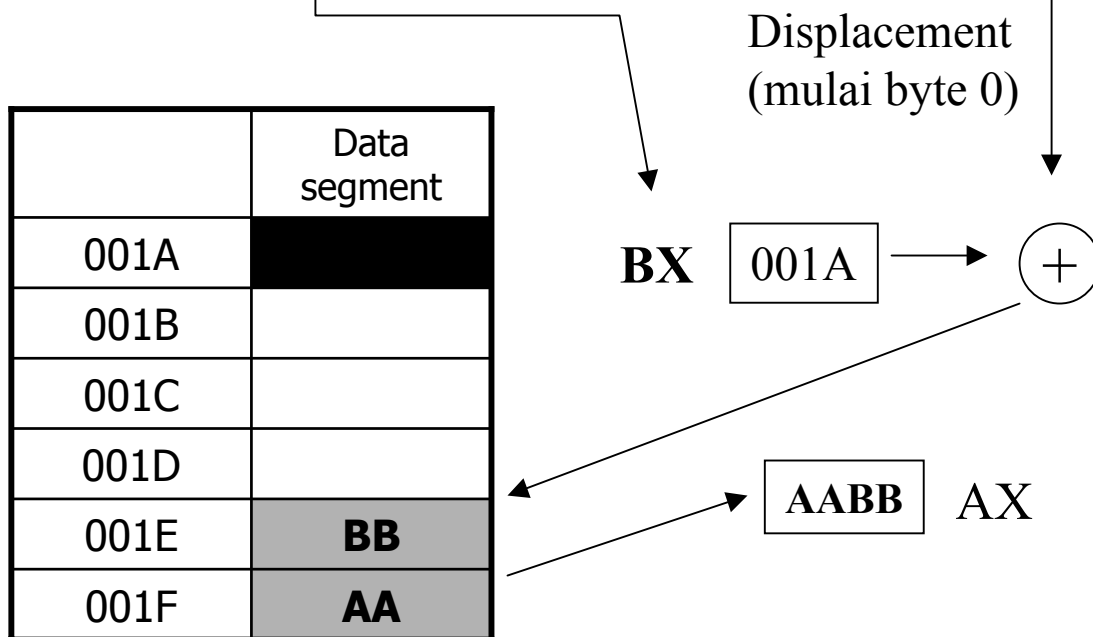 Displacement
(mulai byte 0)
Data
segment
001A
001B
001C
001D
001E BB
001F AA
BX 001A +
AABB AX